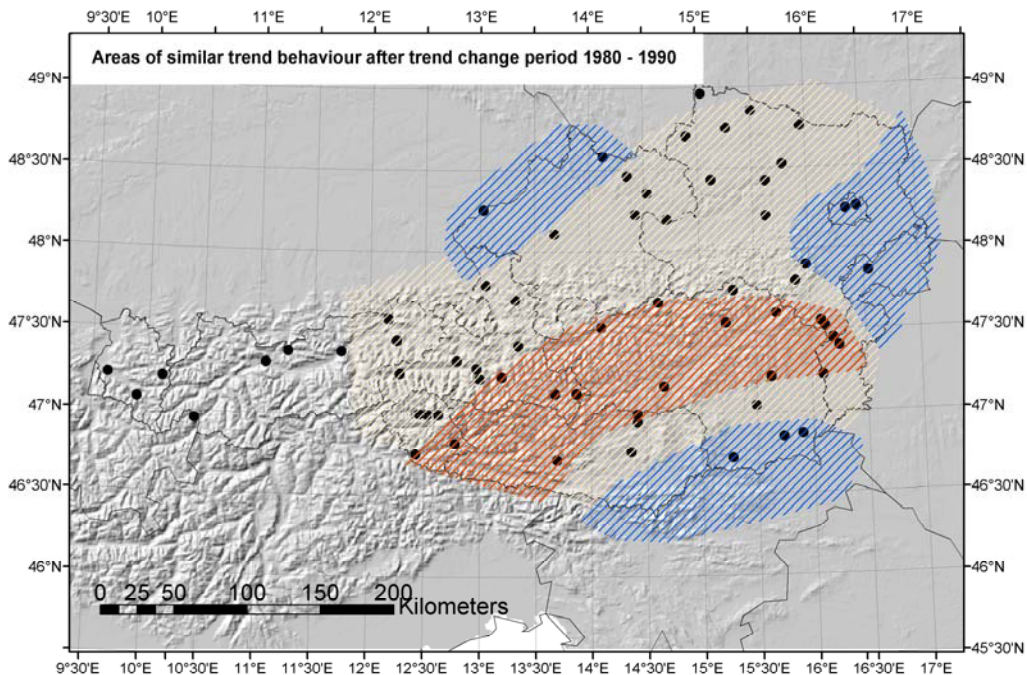 9°30'E 10°E 11°E 12°E 13°E 14°E 15°E 16°E 17°E
Areas of similar trend behaviour after trend change period 1980 - 1990
49°N 49°N
48°30'N 48°30'N
48°N 48°N
47°30'N 47°30'N
47°N 47°N
46°30'N 46°30'N
46°N 46°N
0 25 50 100 150 200
Kilometers
45°30'N
9°30'E 10°E 10°30'E 11°E 11°30'E 12°E 12°30'E 13°E 13°30'E 14°E 14°30'E 15°E 15°30'E 16°E 16°30'E 17°E